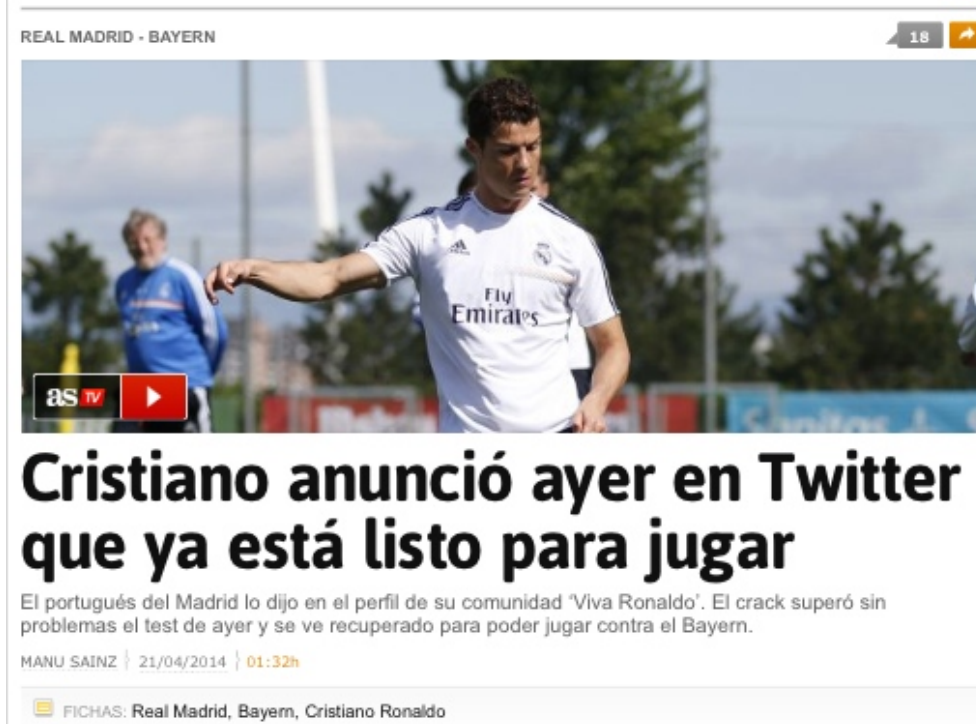 REAL MADRID - BAYERN
18
Fly
Emirates
as TV
Sanitas
Cristiano anunció ayer en Twitter
que ya está listo para jugar
El portugués del Madrid lo dijo en el perfil de su comunidad ‘Viva Ronaldo’. El crack superó sin
problemas el test de ayer y se ve recuperado para poder jugar contra el Bayern.
MANU SAINZ 21/04/2014 01:32h
FICHAS: Real Madrid, Bayern, Cristiano Ronaldo